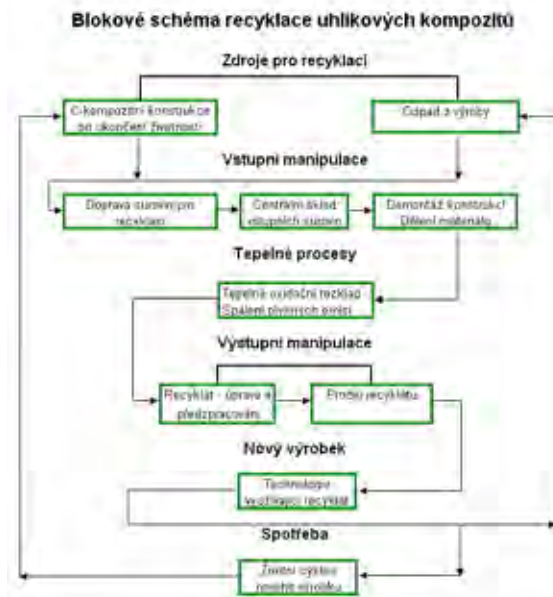 Blokové schéma recyklace uhlíkových kompozitů
Zdroje pro recyklaci
C-kompozitní konstrukce
po ukončení životnosti
Odpad z výroby
Vstupní manipulace
Doprava surovin pro
recyklaci
Centrální sklad
vstupních surovin
Demontáž konstrukcí
Dělení materiálu
Tepelné procesy
Tepelně oxidační rozklad
Spálení plynných emisí
Výstupní manipulace
Recyklát - úprava a
předzpracování
Prodej recyklátu
Nový výrobek
Technologie
využívající recyklát
Spotřeba
Životní cyklus
nového výrobku